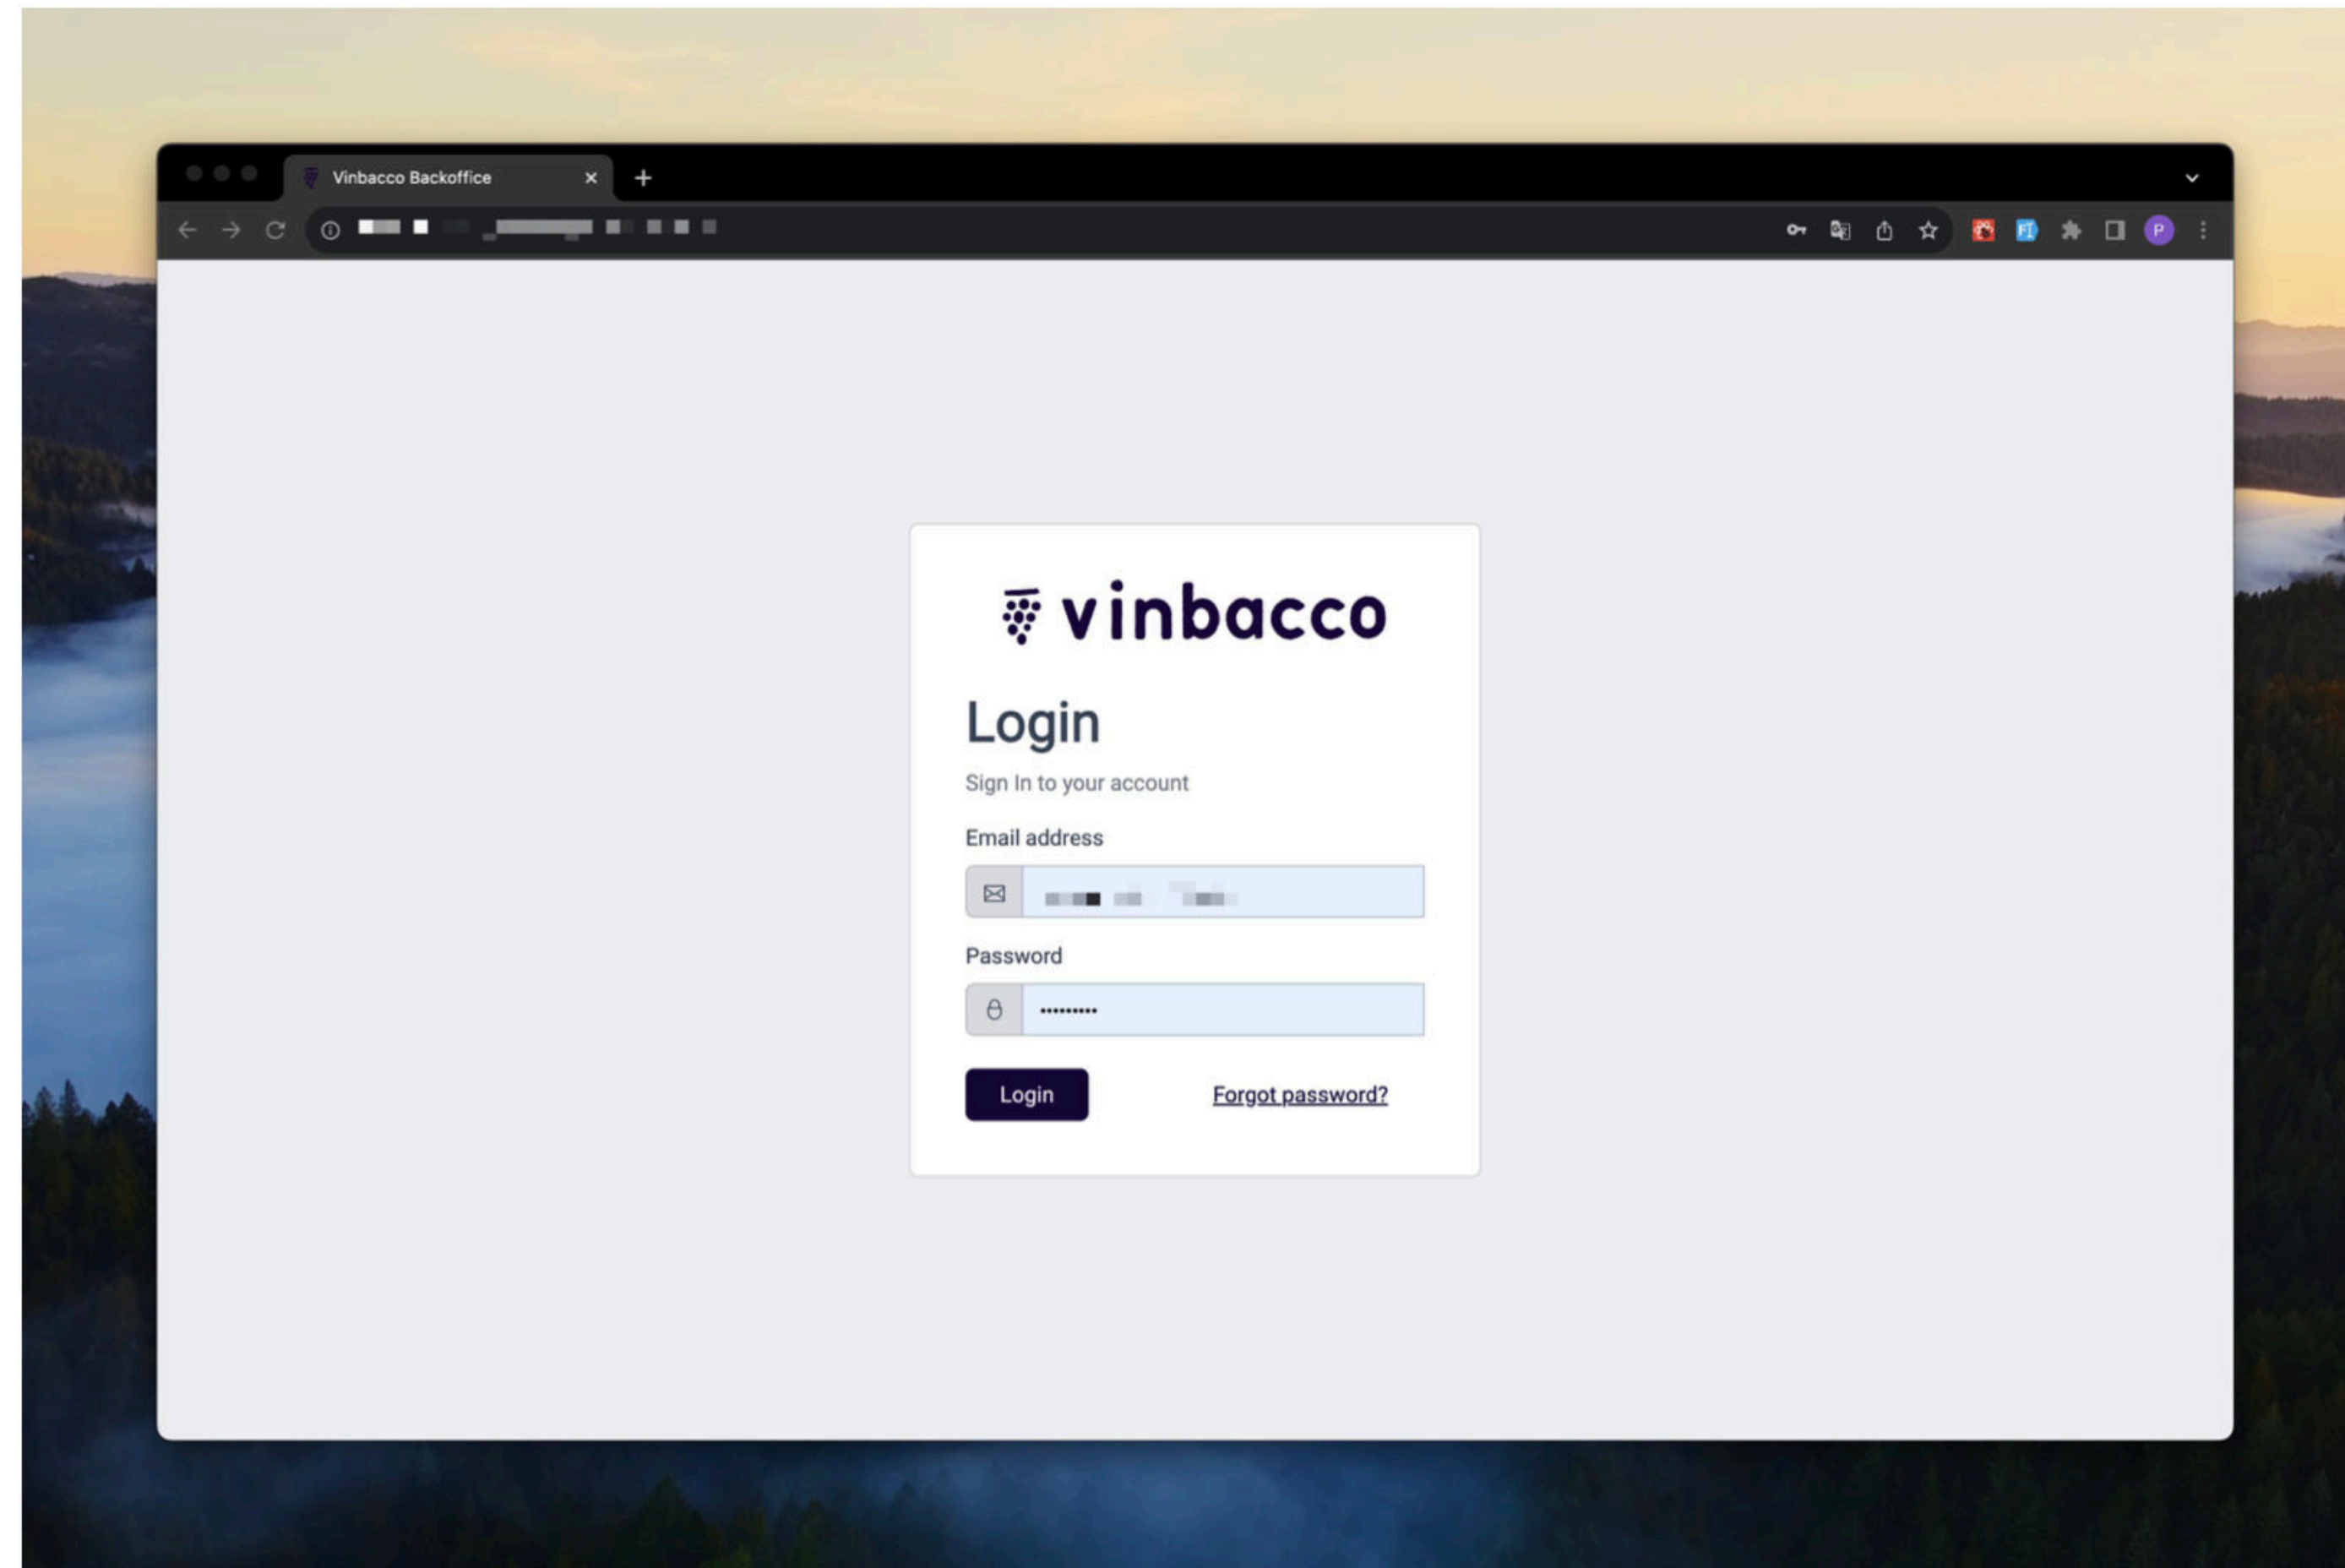 Vinbacco Backoffice
P
vinbacco
Login
Sign In to your account
Email address
Password
Login
Forgot password?